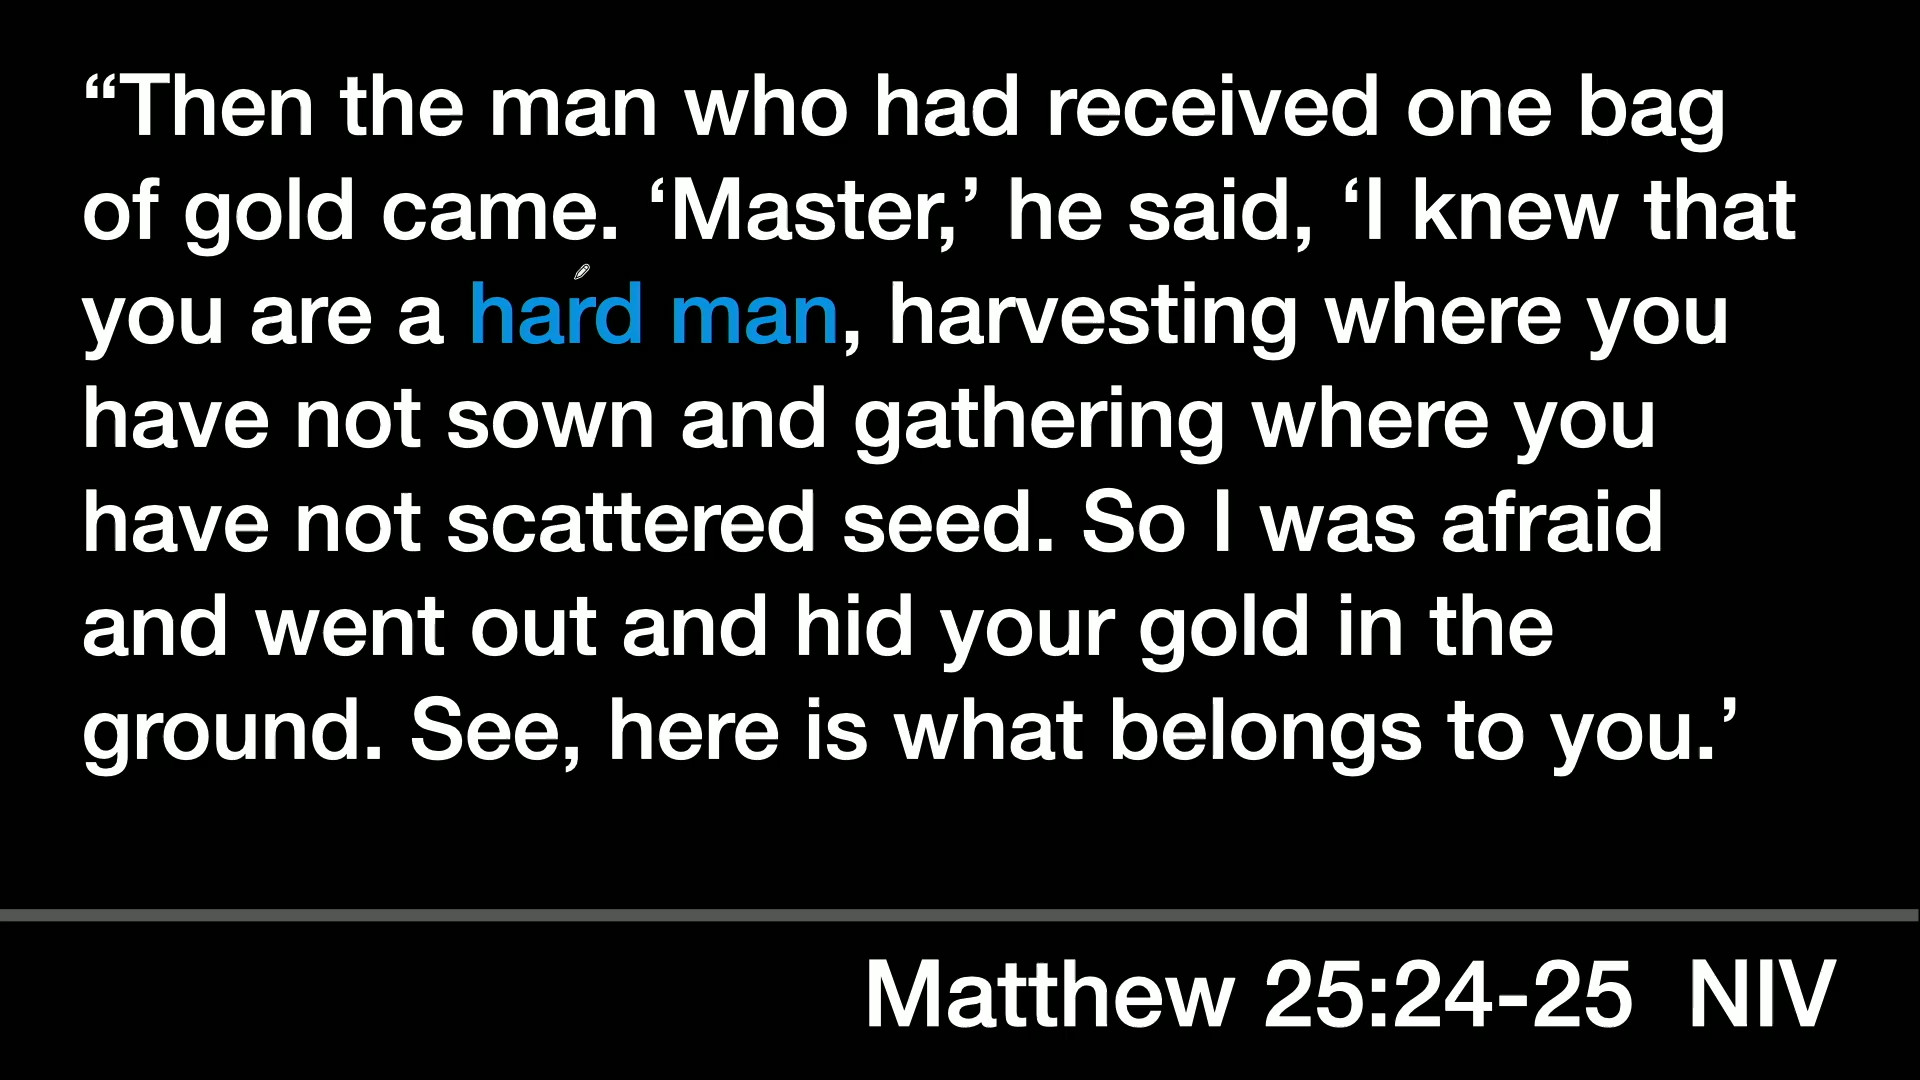 “Then the man who had received one bag
of gold came. ‘Master,’ he said, ‘I knew that
you are a hard man, harvesting where you
have not sown and gathering where you
have not scattered seed. So I was afraid
and went out and hid your gold in the
ground. See, here is what belongs to you.’
Matthew 25:24-25 NIV